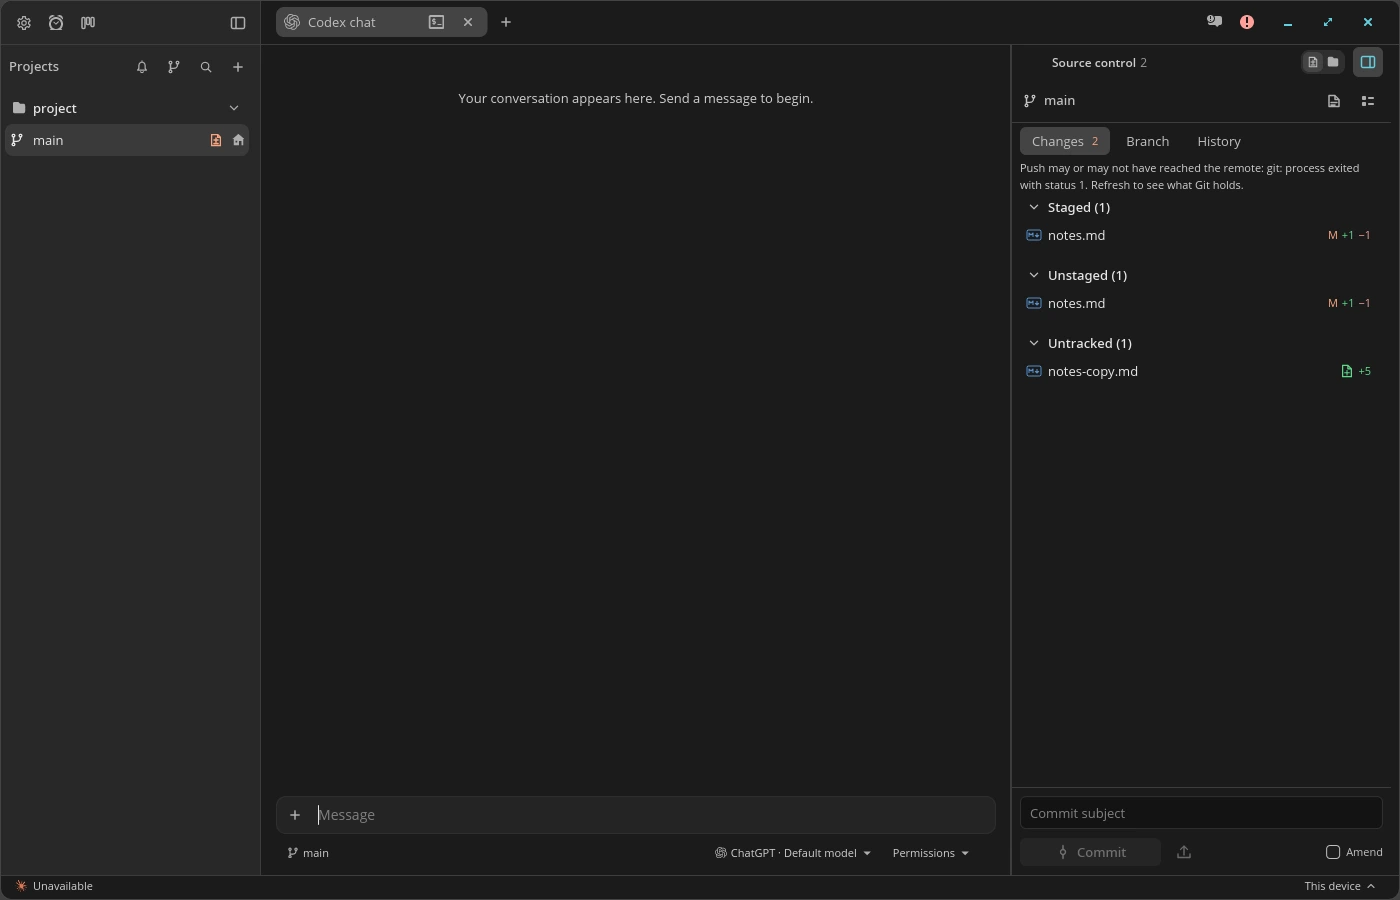 Codex chat
Projects
project
main
Your conversation appears here. Send a message to begin.
Message
main
ChatGPT · Default model
Permissions
Source control 2
main
Changes 2
Branch
History
Push may or may not have reached the remote: git: process exited
with status 1. Refresh to see what Git holds.
Staged (1)
notes.md
M +1 −1
Unstaged (1)
notes.md
M +1 −1
Untracked (1)
notes-copy.md
+5
Commit subject
Commit
Amend
Unavailable
This device